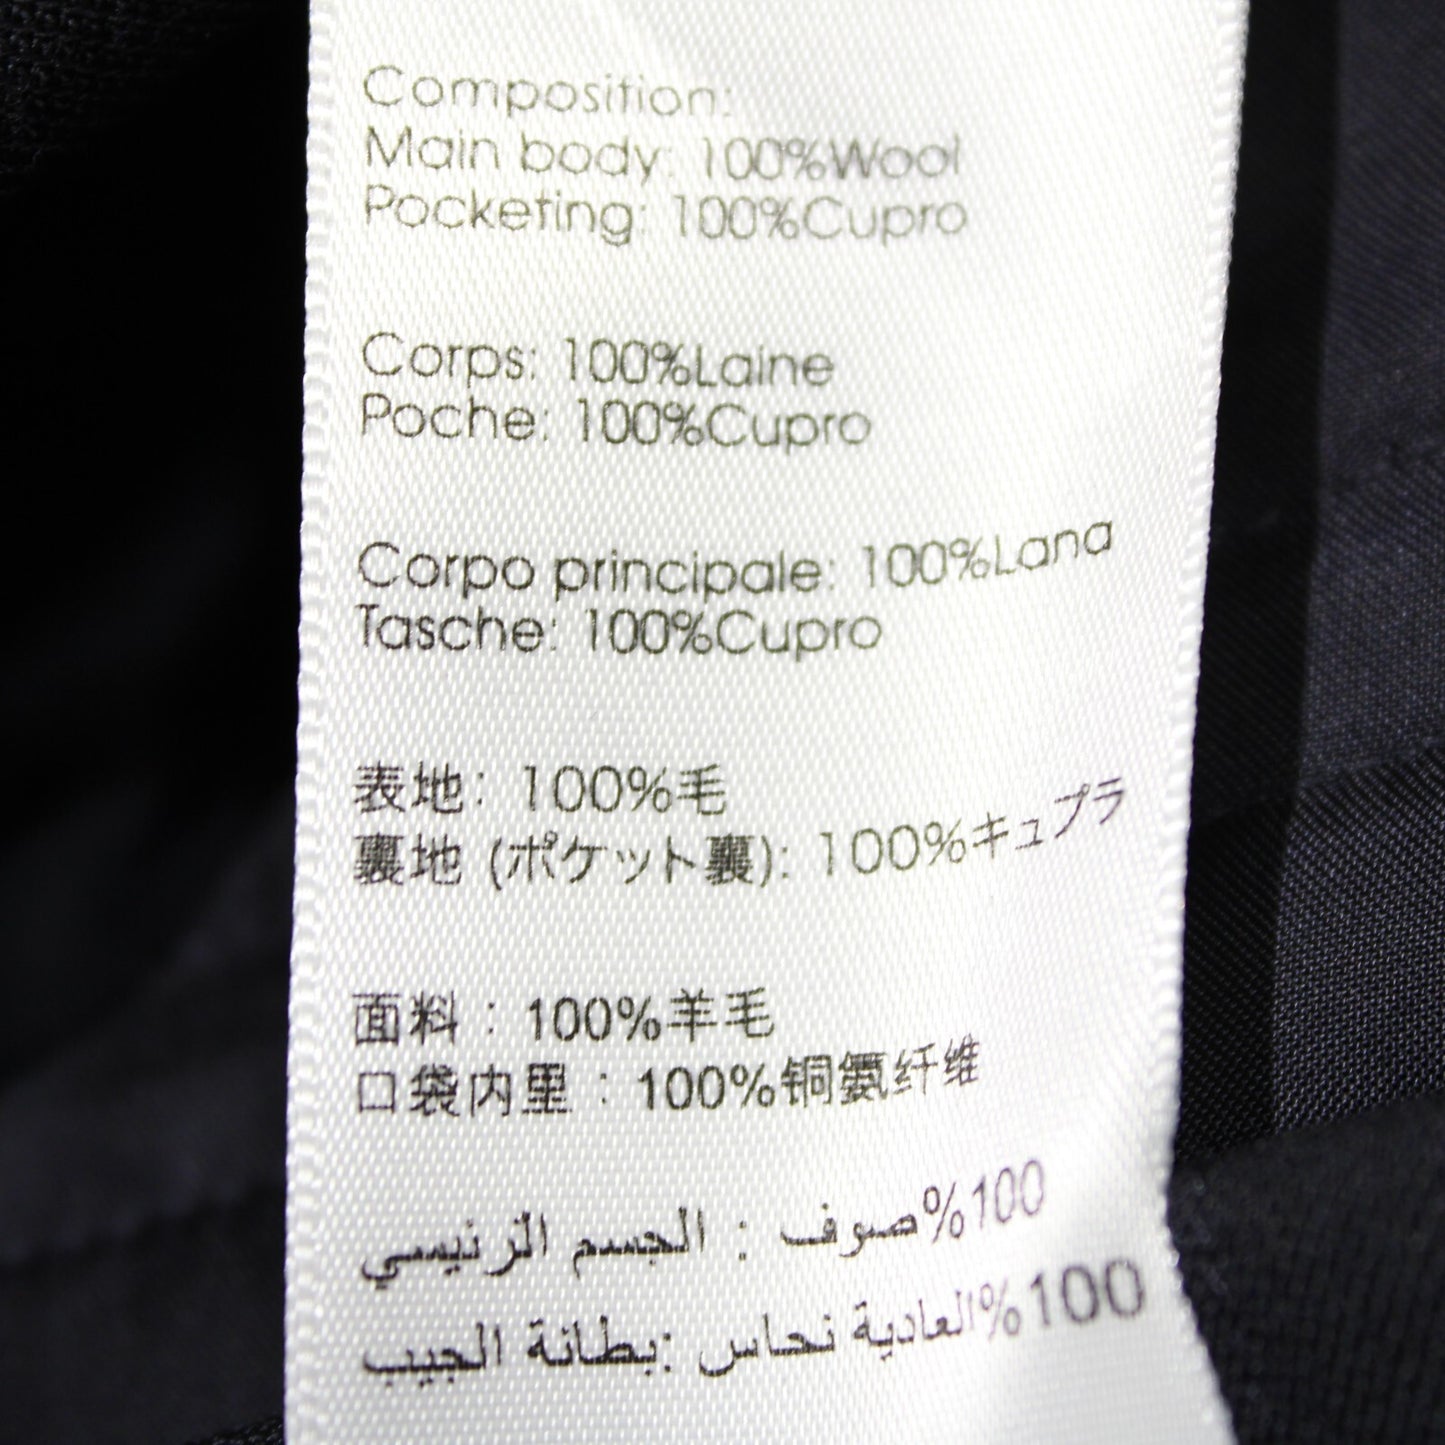 Composition:
Main body: 100%Wool
Pocketing: 100%Cupro
Corps: 100%Laine
Poche: 100%Cupro
Corpo principale: 100%Lana
Tasche: 100%Cupro
表地: 100%毛
裏地 (ポケット裏): 100%キュプラ
面料：100%羊毛
口袋内里：100%铜氨纤维
100%صوف : الجسم الرئيسي
100%العادية نحاس :بطانة الجيب